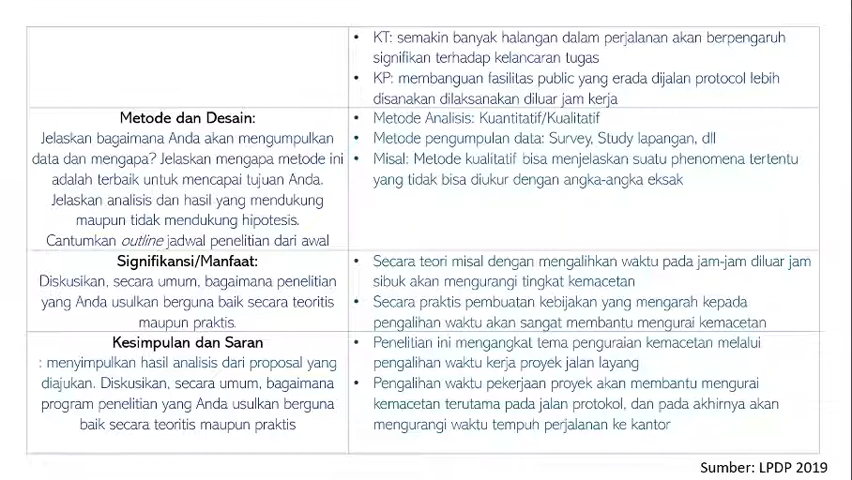 • KT: semakin banyak halangan dalam perjalanan akan berpengaruh
signifikan terhadap kelancaran tugas
• KP: membanguan fasilitas public yang erada dijalan protocol lebih
disanakan dilaksanakan diluar jam kerja
Metode dan Desain:
Jelaskan bagaimana Anda akan mengumpulkan
data dan mengapa? Jelaskan mengapa metode ini
adalah terbaik untuk mencapai tujuan Anda.
Jelaskan analisis dan hasil yang mendukung
maupun tidak mendukung hipotesis.
Cantumkan outline jadwal penelitian dari awal
• Metode Analisis: Kuantitatif/Kualitatif
• Metode pengumpulan data: Survey, Study lapangan, dll
• Misal: Metode kualitatif bisa menjelaskan suatu phenomena tertentu
yang tidak bisa diukur dengan angka-angka eksak
Signifikansi/Manfaat:
Diskusikan, secara umum, bagaimana penelitian
yang Anda usulkan berguna baik secara teoritis
maupun praktis.
• Secara teori misal dengan mengalihkan waktu pada jam-jam diluar jam
sibuk akan mengurangi tingkat kemacetan
• Secara praktis pembuatan kebijakan yang mengarah kepada
pengalihan waktu akan sangat membantu mengurai kemacetan
Kesimpulan dan Saran
: menyimpulkan hasil analisis dari proposal yang
diajukan. Diskusikan, secara umum, bagaimana
program penelitian yang Anda usulkan berguna
baik secara teoritis maupun praktis
• Penelitian ini mengangkat tema penguraian kemacetan melalui
pengalihan waktu kerja proyek jalan layang
• Pengalihan waktu pekerjaan proyek akan membantu mengurai
kemacetan terutama pada jalan protokol, dan pada akhirnya akan
mengurangi waktu tempuh perjalanan ke kantor
Sumber: LPDP 2019